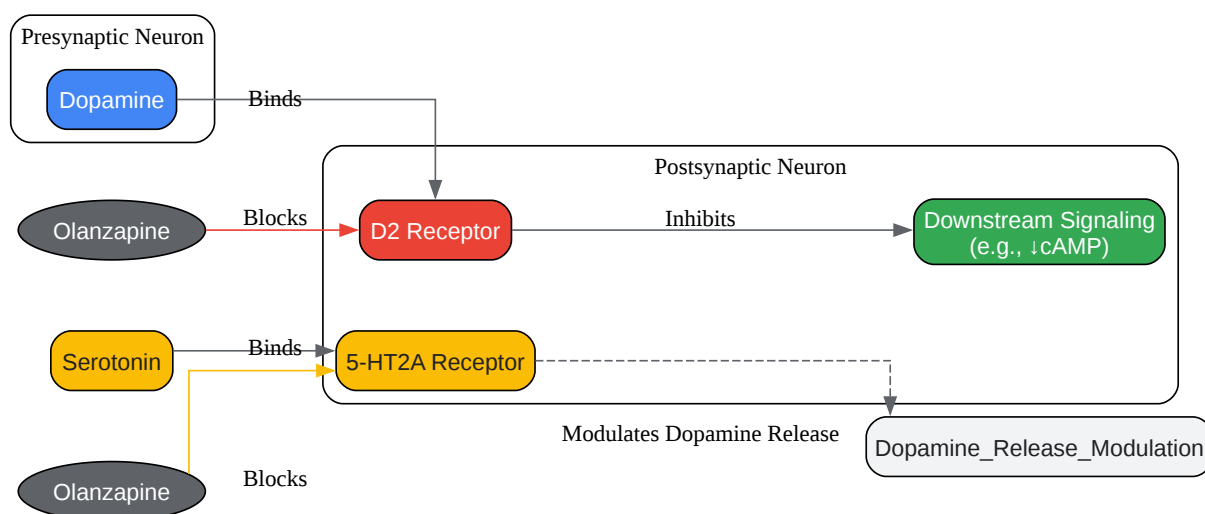 Presynaptic Neuron
Dopamine
Binds
Postsynaptic Neuron
Olanzapine
Blocks
D2 Receptor
Inhibits
Downstream Signaling
(e.g., ↓cAMP)
Serotonin
Binds
5-HT2A Receptor
Modulates Dopamine Release
Dopamine_Release_Modulation
Olanzapine
Blocks